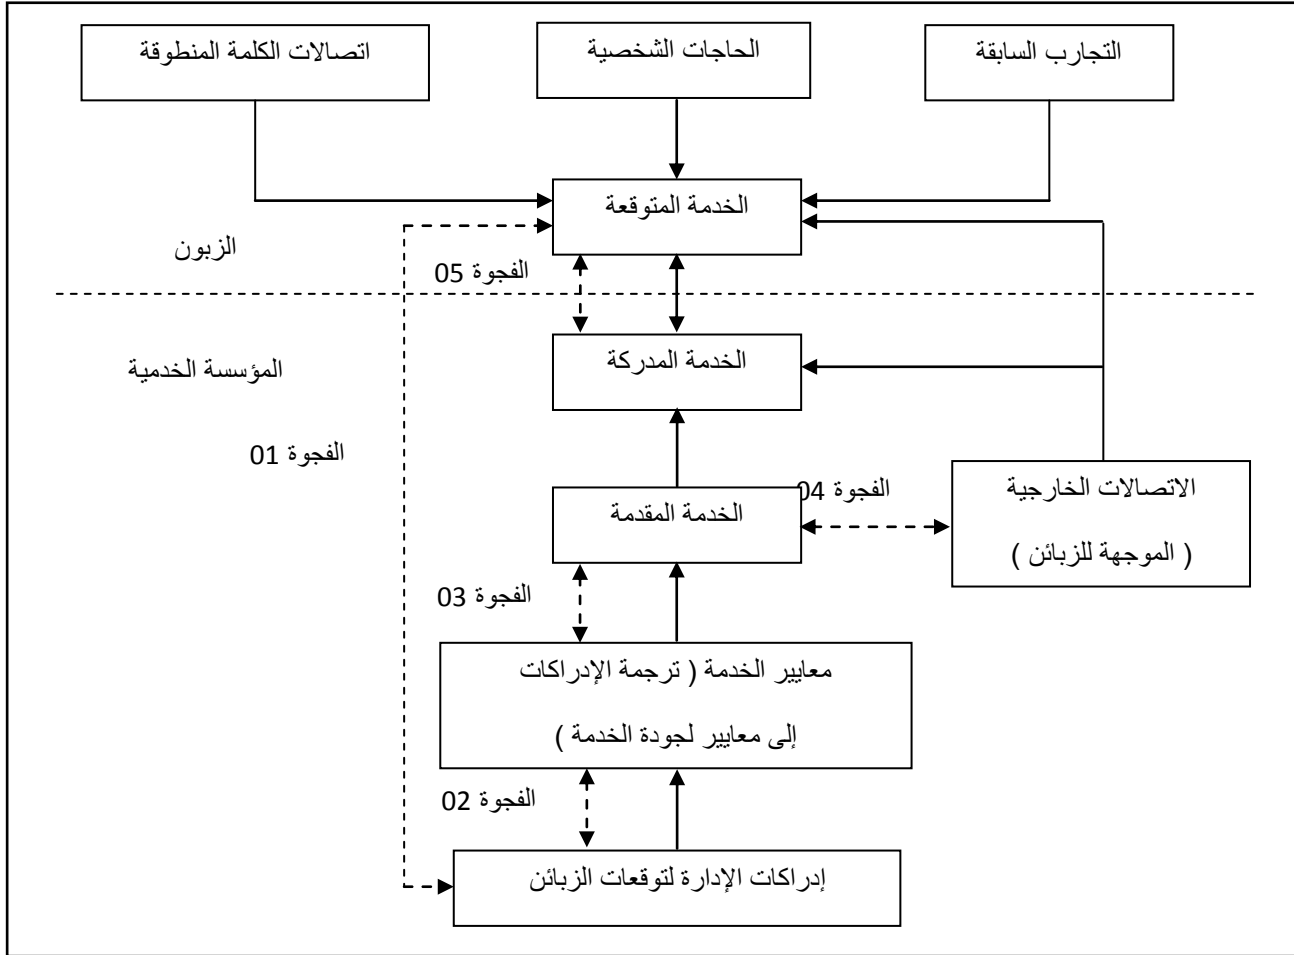 التجارب السابقة
الحاجات الشخصية
اتصالات الكلمة المنطوقة
الخدمة المتوقعة
الزبون
الفجوة 05
الخدمة المدركة
المؤسسة الخدمية
الفجوة 01
الاتصالات الخارجية
( الموجهة للزبائن )
الفجوة 04
الخدمة المقدمة
الفجوة 03
معايير الخدمة ( ترجمة الإدراكات
إلى معايير لجودة الخدمة )
الفجوة 02
إدراكات الإدارة لتوقعات الزبائن